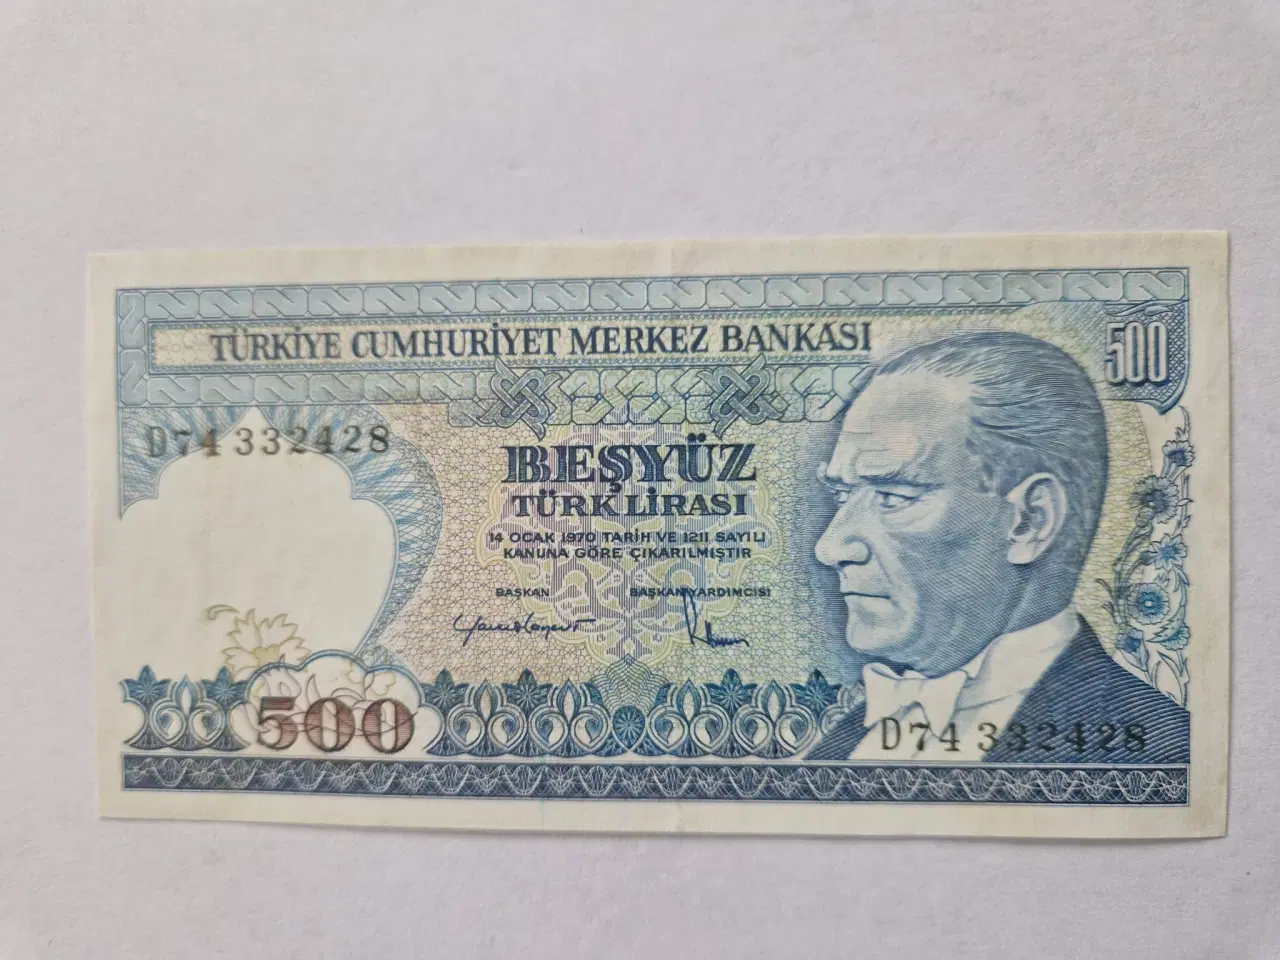 TÜRKİYE CUMHURİYET MERKEZ BANKASI
500
D74 332428
BEŞYÜZ
TÜRK LİRASI
14 OCAK 1970 TARİH VE 1211 SAYILI
KANUNA GÖRE ÇIKARILMIŞTIR
BAŞKAN BAŞKAN YARDIMCISI
500
D74 332428